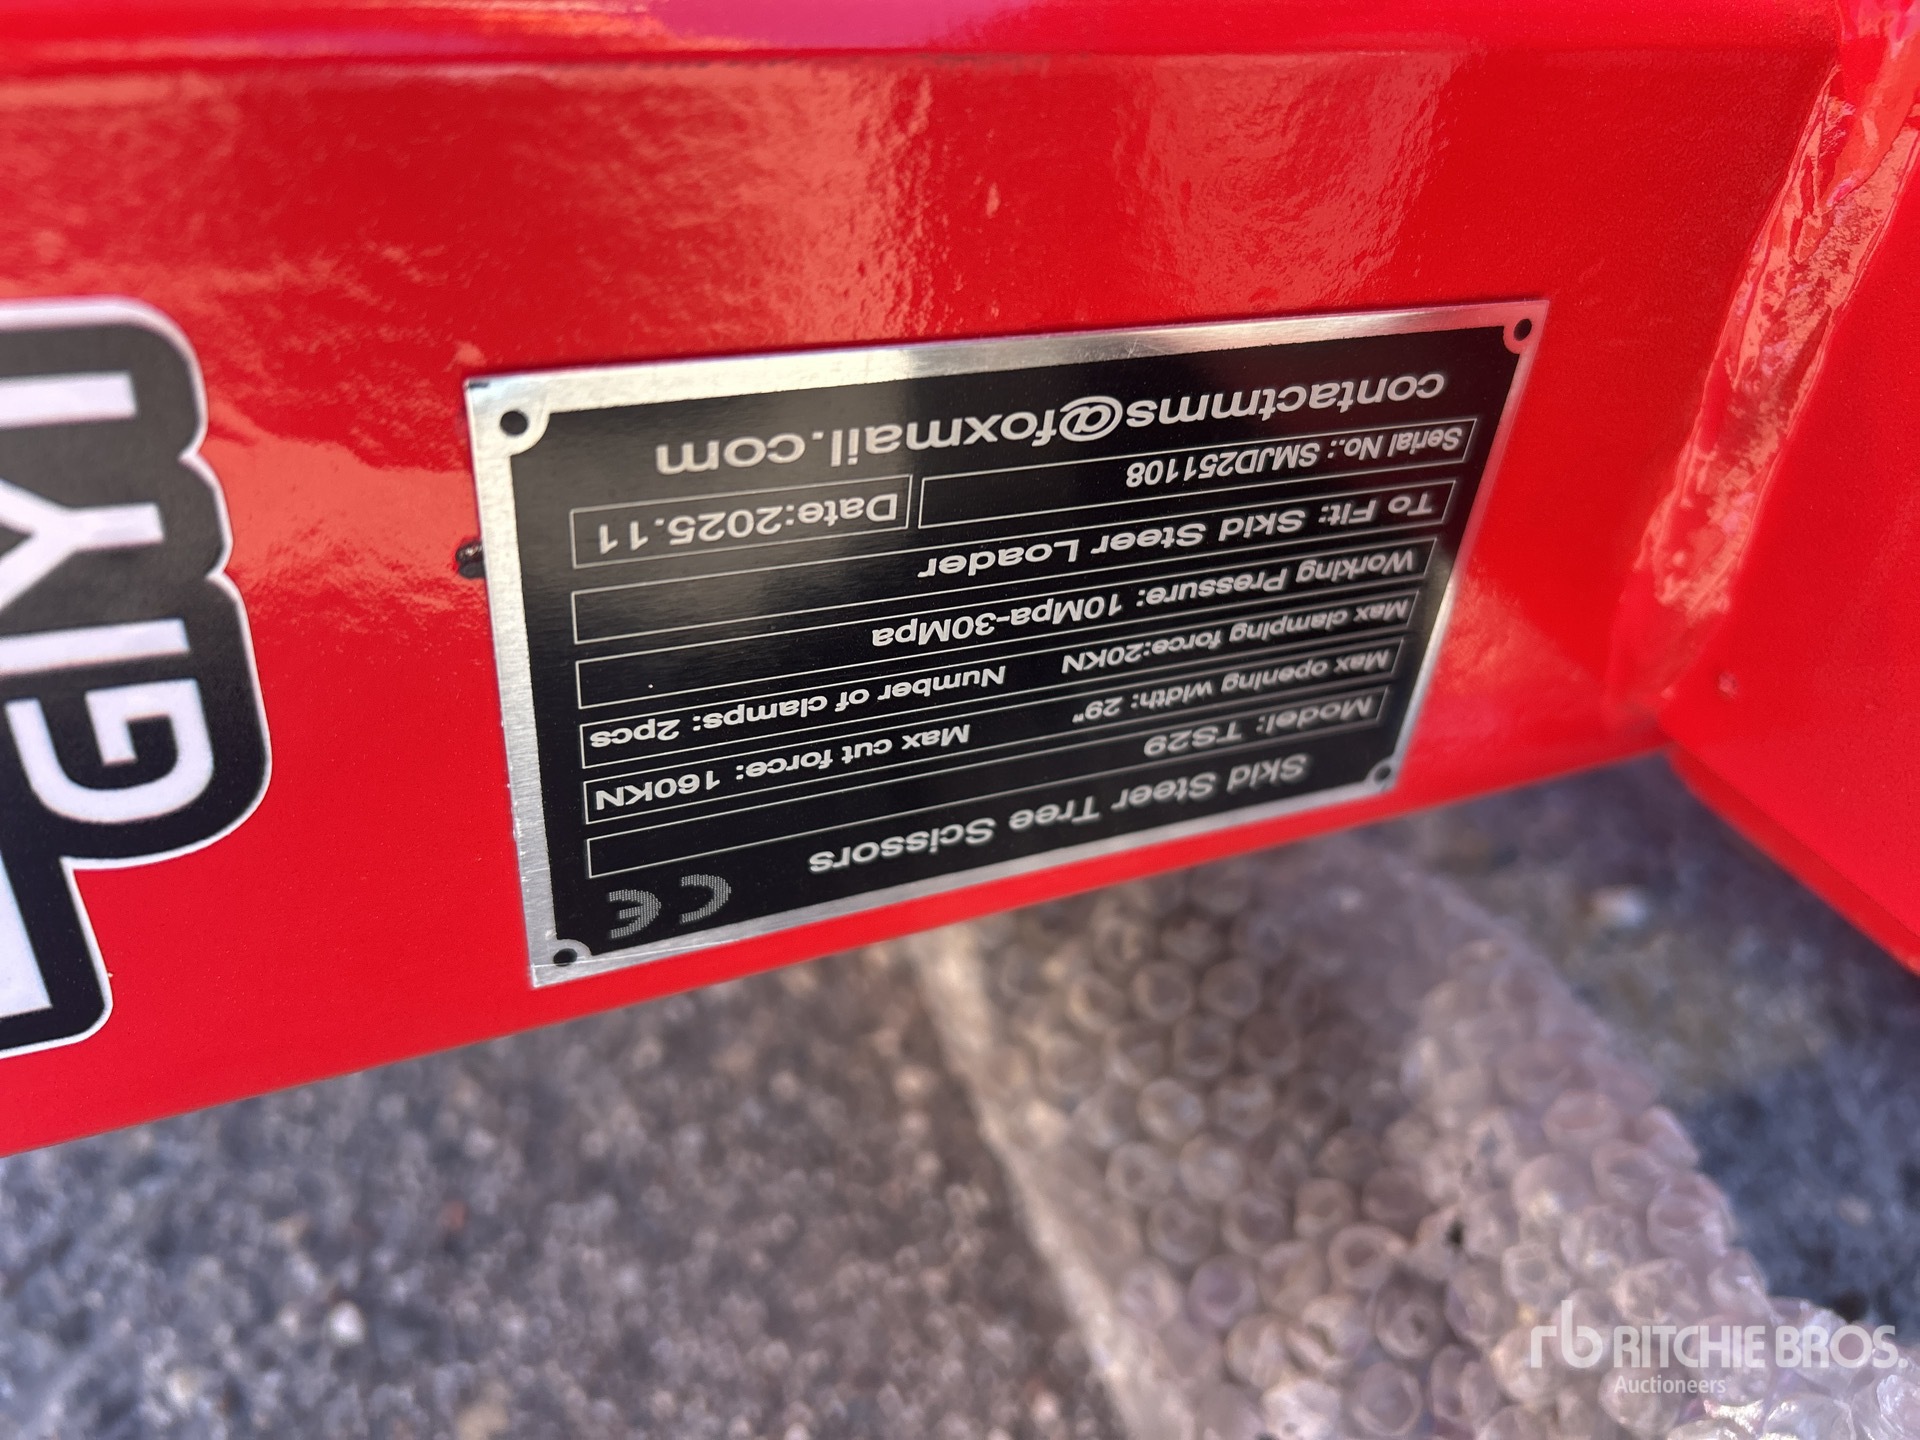 Skid Steer Tree Scissors
CE
Model: TS29
Max opening width: 29" Max cut force: 160KN
Max clamping force:20KN Number of clamps: 2pcs
Working Pressure: 10Mpa-30Mpa
To Fit: Skid Steer Loader
Serial No.: SMJD251108 Date:2025.11
contactmms@foxmail.com
rb RITCHIE BROS.
Auctioneers